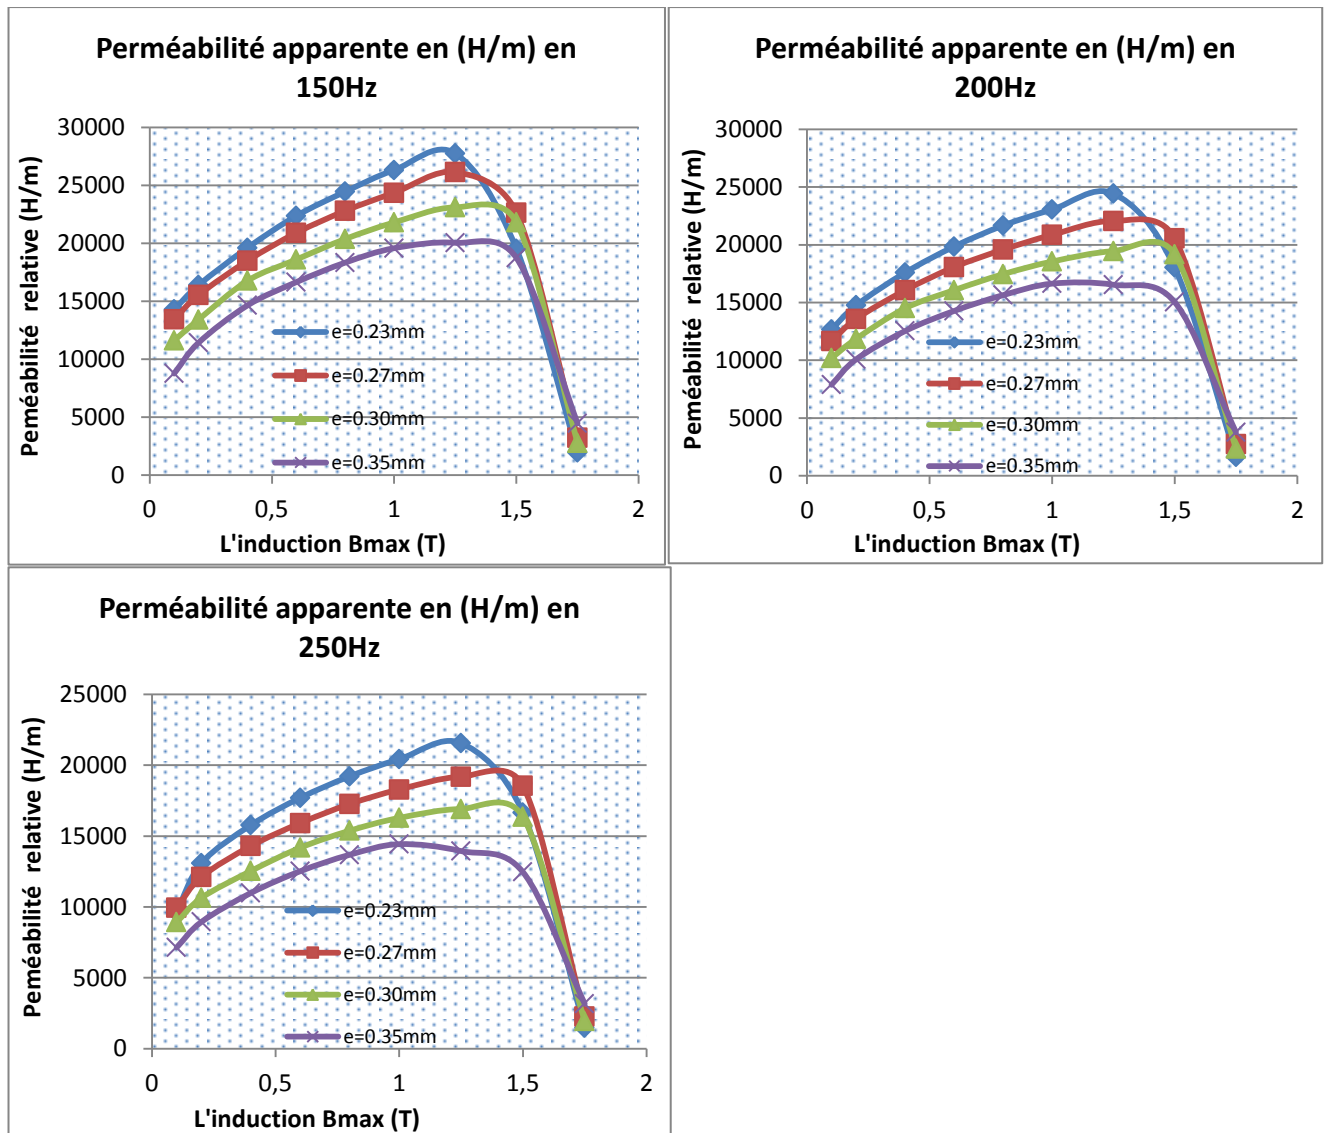 Perméabilité apparente en (H/m) en
150Hz
Peméabilité relative (H/m)
30000
25000
20000
15000
10000
5000
0
e=0.23mm
e=0.27mm
e=0.30mm
e=0.35mm
0 0,5 1 1,5 2
L'induction Bmax (T)
Perméabilité apparente en (H/m) en
200Hz
Peméabilité relative (H/m)
30000
25000
20000
15000
10000
5000
0
e=0.23mm
e=0.27mm
e=0.30mm
e=0.35mm
0 0,5 1 1,5 2
L'induction Bmax (T)
Perméabilité apparente en (H/m) en
250Hz
Peméabilité relative (H/m)
25000
20000
15000
10000
5000
0
e=0.23mm
e=0.27mm
e=0.30mm
e=0.35mm
0 0,5 1 1,5 2
L'induction Bmax (T)